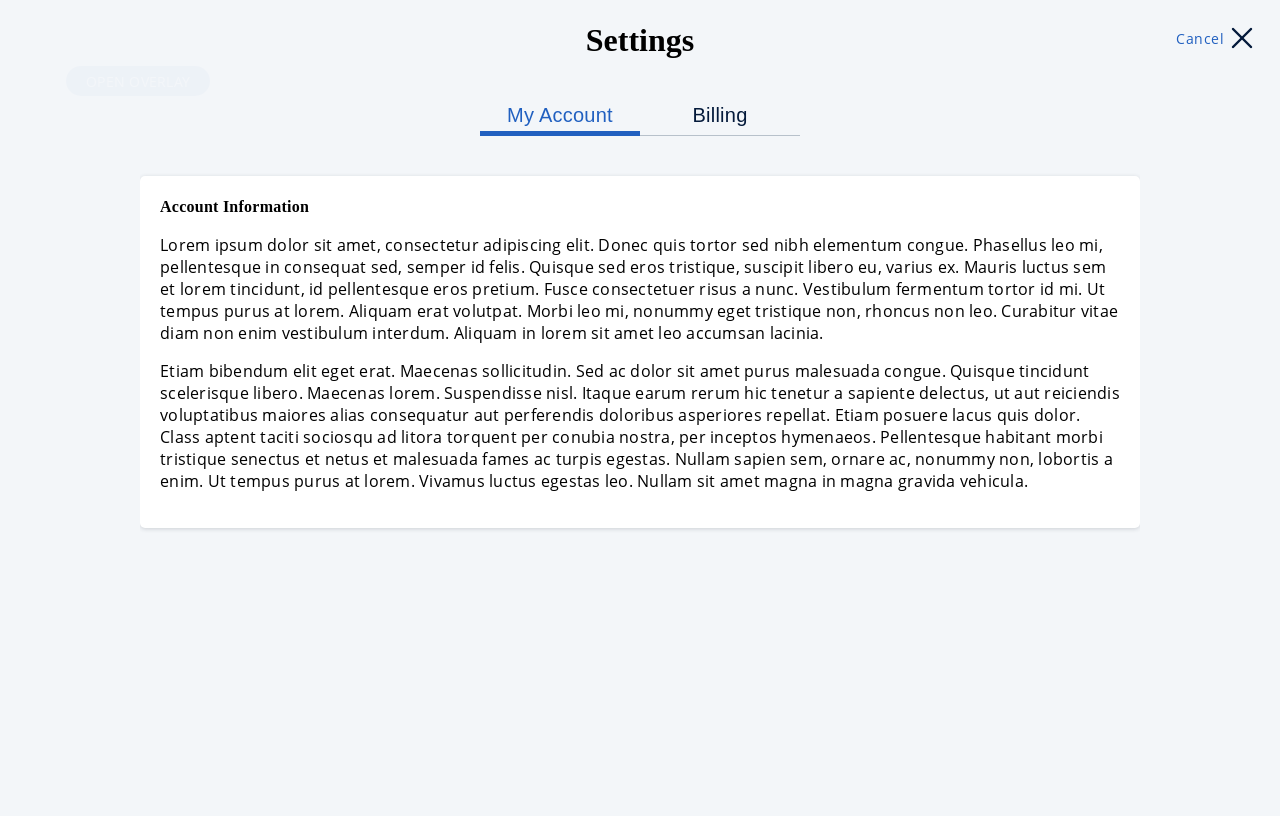 Settings
Cancel
OPEN OVERLAY
My Account
Billing
Account Information
Lorem ipsum dolor sit amet, consectetur adipiscing elit. Donec quis tortor sed nibh elementum congue. Phasellus leo mi,
pellentesque in consequat sed, semper id felis. Quisque sed eros tristique, suscipit libero eu, varius ex. Mauris luctus sem
et lorem tincidunt, id pellentesque eros pretium. Fusce consectetuer risus a nunc. Vestibulum fermentum tortor id mi. Ut
tempus purus at lorem. Aliquam erat volutpat. Morbi leo mi, nonummy eget tristique non, rhoncus non leo. Curabitur vitae
diam non enim vestibulum interdum. Aliquam in lorem sit amet leo accumsan lacinia.
Etiam bibendum elit eget erat. Maecenas sollicitudin. Sed ac dolor sit amet purus malesuada congue. Quisque tincidunt
scelerisque libero. Maecenas lorem. Suspendisse nisl. Itaque earum rerum hic tenetur a sapiente delectus, ut aut reiciendis
voluptatibus maiores alias consequatur aut perferendis doloribus asperiores repellat. Etiam posuere lacus quis dolor.
Class aptent taciti sociosqu ad litora torquent per conubia nostra, per inceptos hymenaeos. Pellentesque habitant morbi
tristique senectus et netus et malesuada fames ac turpis egestas. Nullam sapien sem, ornare ac, nonummy non, lobortis a
enim. Ut tempus purus at lorem. Vivamus luctus egestas leo. Nullam sit amet magna in magna gravida vehicula.